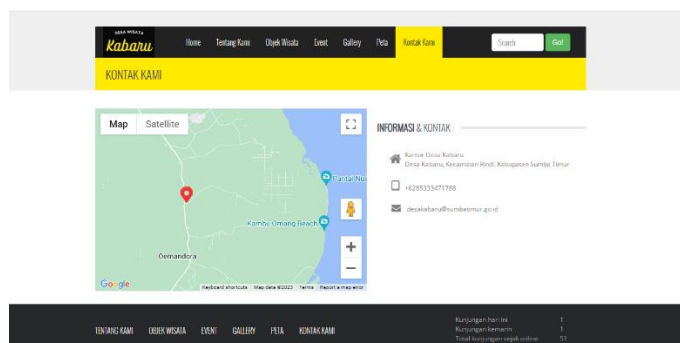 DESA WISATA
Kabaru
Home Tentang Kami Objek Wisata Event Gallery Peta Kontak Kami Search Go!
KONTAK KAMI
Map Satellite
Pantai Nus
Kambu Omang Beach
Oemandora
Google
Keyboard shortcuts Map data ©2023 Terms Report a map error
INFORMASI & KONTAK
Kantor Desa Kabaru
Desa Kabaru, Kecamatan Rindi, Kabupaten Sumba Timur
+6285333471788
desakabaru@sumbatimur.go.id
TENTANG KAMI OBJEK WISATA EVENT GALLERY PETA KONTAK KAMI
Kunjungan hari ini 1
Kunjungan kemarin 1
Total kunjungan sejak online 51